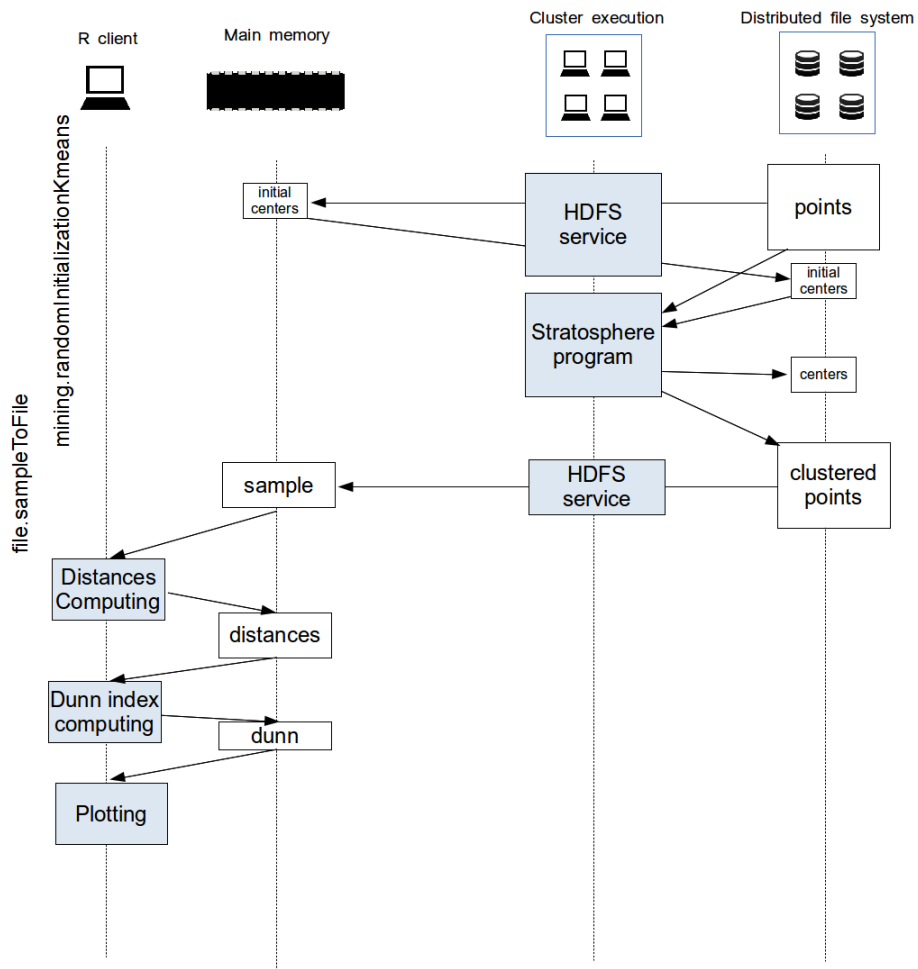 Cluster execution
Distributed file system
R client
Main memory
mining.randomInitializationKmeans
initial
centers
HDFS
service
points
initial
centers
Stratosphere
program
centers
file.sampleToFile
sample
HDFS
service
clustered
points
Distances
Computing
distances
Dunn index
computing
dunn
Plotting